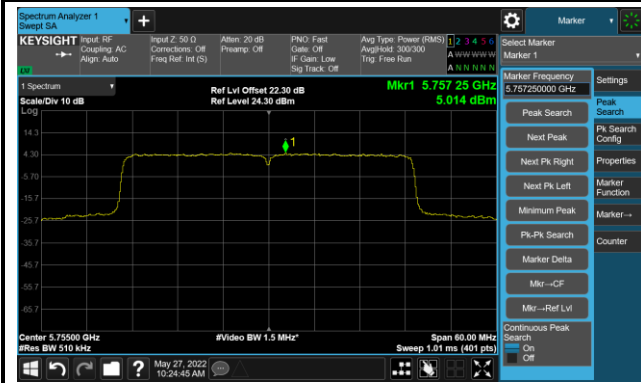 Spectrum Analyzer 1
Swept SA
+
Marker
KEYSIGHT
Input: RF
Coupling: AC
Align: Auto
Input Z: 50 Ω
Corrections: Off
Freq Ref: Int (S)
Atten: 20 dB
Preamp: Off
PNO: Fast
Gate: Off
IF Gain: Low
Sig Track: Off
Avg Type: Power (RMS)
Avg|Hold: 300/300
Trig: Free Run
1 2 3 4 5 6
A W W W W W
A N N N N N
LXI
Select Marker
Marker 1
1 Spectrum
Scale/Div 10 dB
Log
Ref Lvl Offset 22.30 dB
Ref Level 24.30 dBm
Mkr1 5.757 25 GHz
5.014 dBm
1
14.3
4.30
-5.70
-15.7
-25.7
-35.7
-45.7
-55.7
-65.7
Center 5.75500 GHz
#Res BW 510 kHz
#Video BW 1.5 MHz*
Span 60.00 MHz
Sweep 1.01 ms (401 pts)
Marker Frequency
5.757250000 GHz
Peak Search
Next Peak
Next Pk Right
Next Pk Left
Minimum Peak
Pk-Pk Search
Marker Delta
Mkr→CF
Mkr→Ref Lvl
Continuous Peak
Search
On
Off
Settings
Peak
Search
Pk Search
Config
Properties
Marker
Function
Marker→
Counter
?
May 27, 2022
10:24:45 AM